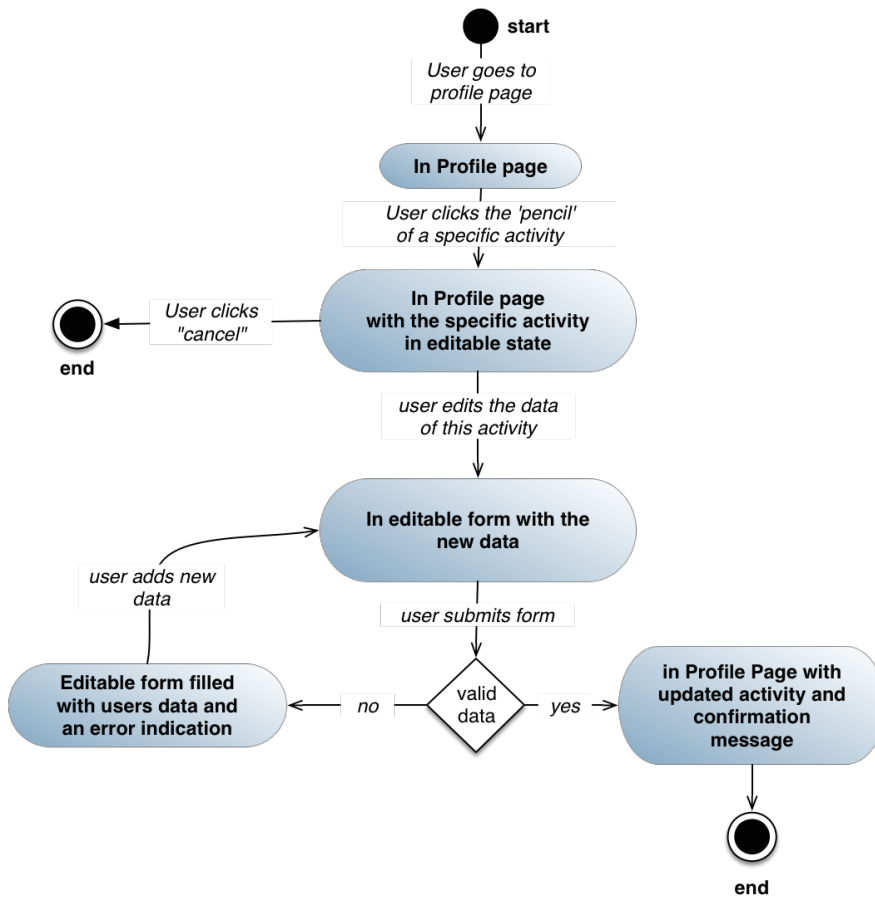 start
User goes to
profile page
In Profile page
User clicks the 'pencil'
of a specific activity
In Profile page
with the specific activity
in editable state
User clicks
"cancel"
end
user edits the data
of this activity
In editable form with the
new data
user adds new
data
user submits form
Editable form filled
with users data and
an error indication
no
valid
data
yes
in Profile Page with
updated activity and
confirmation
message
end